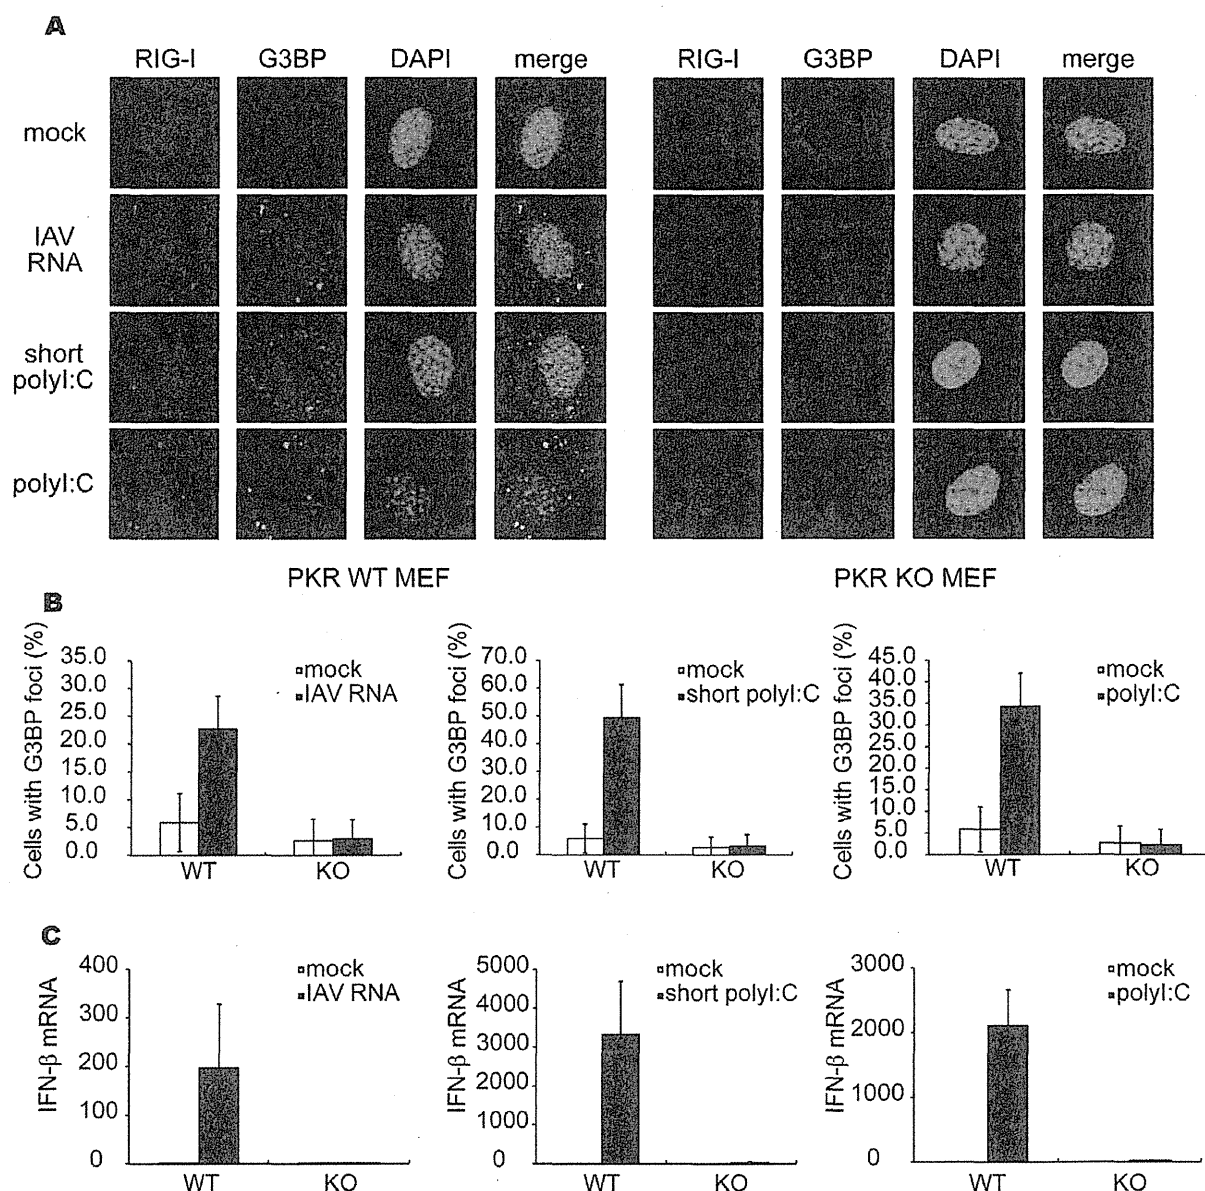 A
RIG-I G3BP DAPI merge RIG-I G3BP DAPI merge
mock
IAV
RNA
short
polyI:C
polyI:C
PKR WT MEF PKR KO MEF
B
Cells with G3BP foci (%)
35.0
30.0
25.0
20.0
15.0
10.0
5.0
0.0
mock
IAV RNA
WT KO
Cells with G3BP foci (%)
70.0
60.0
50.0
40.0
30.0
20.0
10.0
0.0
mock
short polyI:C
WT KO
Cells with G3BP foci (%)
45.0
40.0
35.0
30.0
25.0
20.0
15.0
10.0
5.0
0.0
mock
polyI:C
WT KO
C
IFN-β mRNA
400
300
200
100
0
mock
IAV RNA
WT KO
IFN-β mRNA
5000
4000
3000
2000
1000
0
mock
short polyI:C
WT KO
IFN-β mRNA
3000
2000
1000
0
mock
polyI:C
WT KO